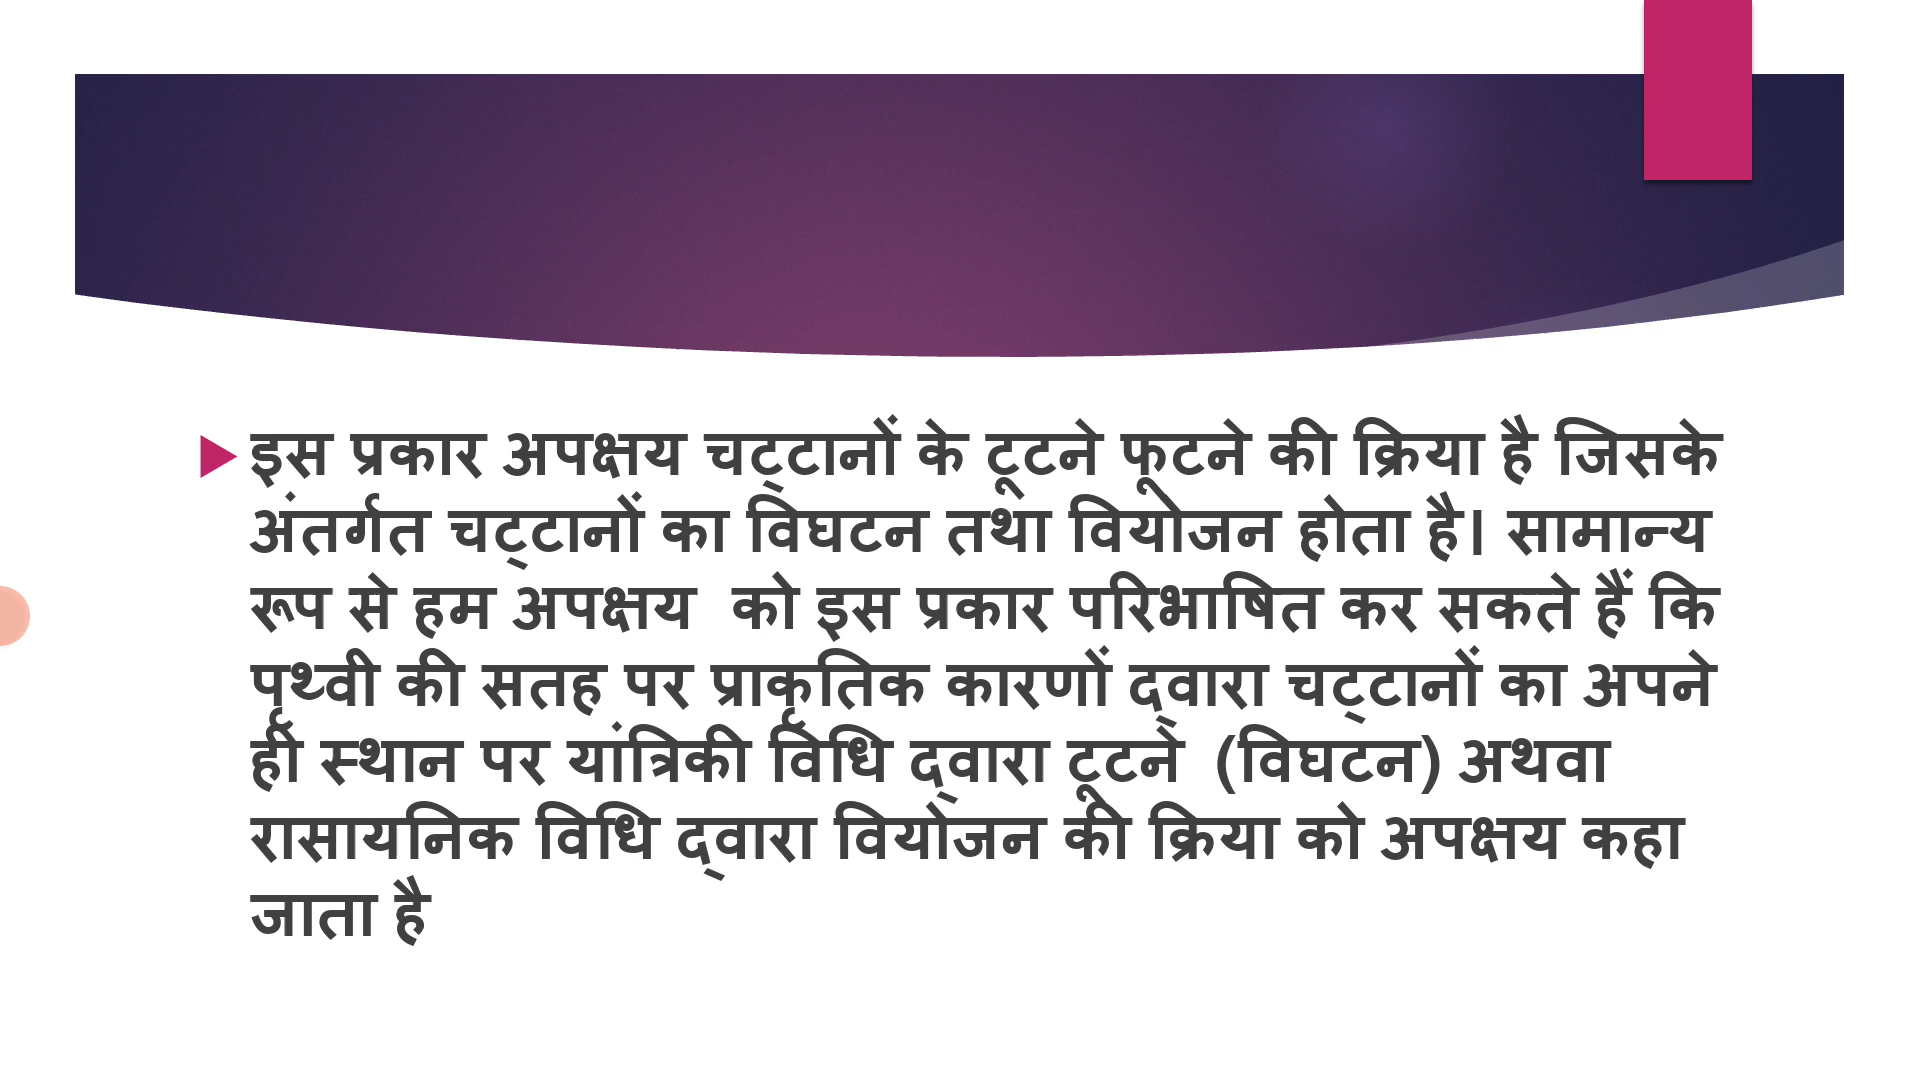 इस प्रकार अपक्षय चट्टानों के टूटने फूटने की क्रिया है जिसके
अंतर्गत चट्टानों का विघटन तथा वियोजन होता है। सामान्य
रूप से हम अपक्षय  को इस प्रकार परिभाषित कर सकते हैं कि
पृथ्वी की सतह पर प्राकृतिक कारणों द्वारा चट्टानों का अपने
ही स्थान पर यांत्रिकी विधि द्वारा टूटने  (विघटन) अथवा
रासायनिक विधि द्वारा वियोजन की क्रिया को अपक्षय कहा
जाता है